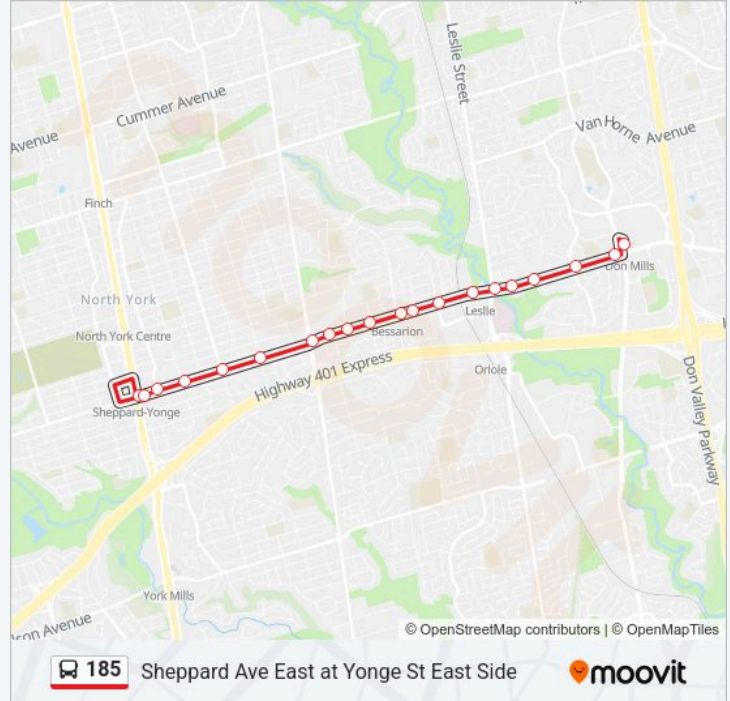 Leslie Street
Cummer Avenue
Van Horne Avenue
Avenue
Finch
Don Mills
North York
Leslie
North York Centre
Bessarion
Highway 401 Express
Oriole
Sheppard-Yonge
Don Valley Parkway
York Mills
son Avenue
© OpenStreetMap contributors | © OpenMapTiles
185 Sheppard Ave East at Yonge St East Side moovit